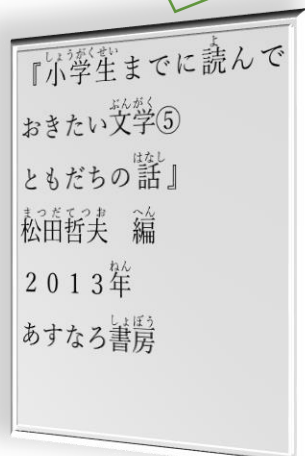 『小学生までに読んで
おきたい文学⑤
ともだちの話』
松田哲夫　編
２０１３年
あすなろ書房